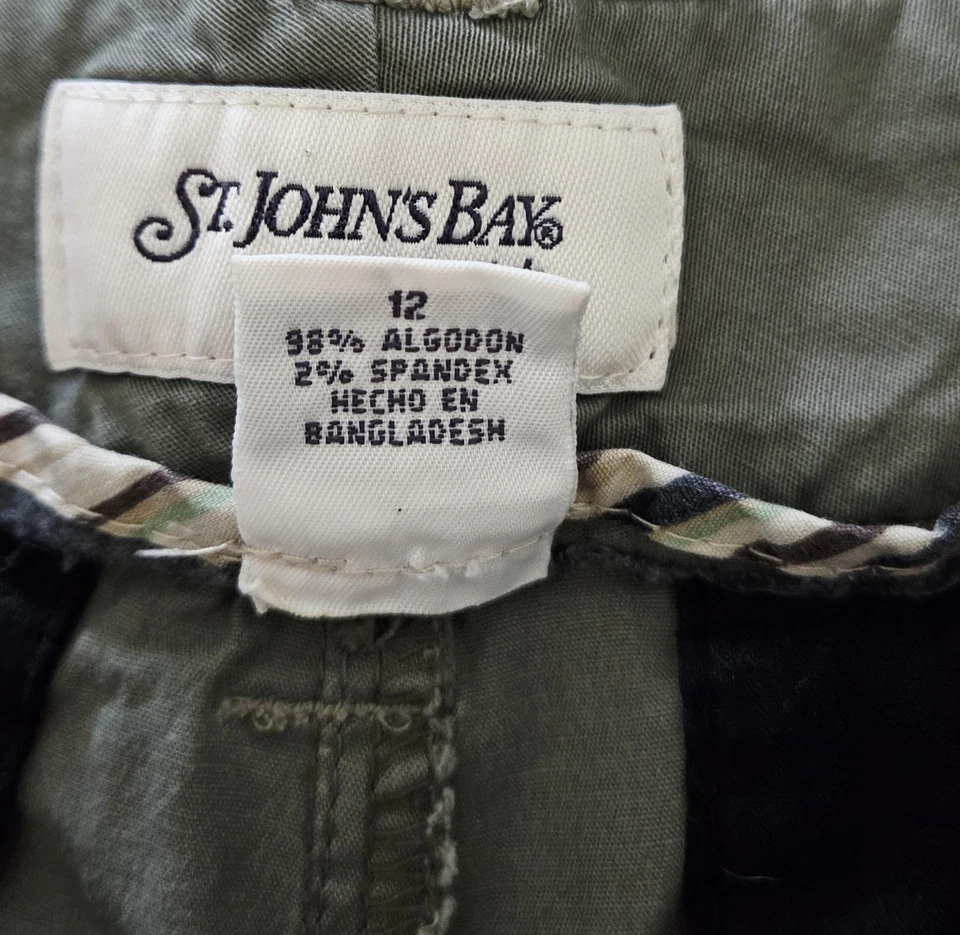 ST. JOHN'S BAY®
12
98% ALGODON
2% SPANDEX
HECHO EN
BANGLADESH